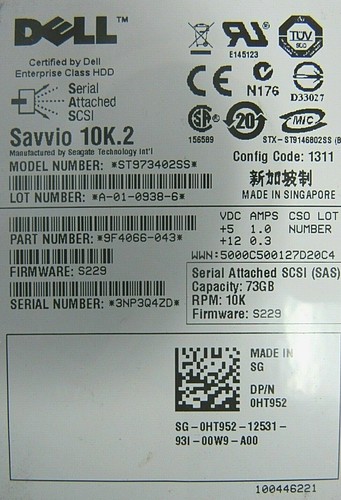 DELL™
Certified by Dell
Enterprise Class HDD
E145123
TÜV
N176
D33027
Serial
Attached
SCSI
20
MiC
156589
STX-ST9146802SS (B
Savvio 10K.2
Manufactured by Seagate Technology Int'l
Config Code: 1311
MODEL NUMBER: *ST973402SS*
新加坡制
MADE IN SINGAPORE
LOT NUMBER: *A-01-0938-6*
VDC AMPS CSO LOT
+5 1.0 NUMBER
+12 0.3
PART NUMBER: *9F4066-043*
WWN:5000C500127D20C4
FIRMWARE: S229
Serial Attached SCSI (SAS)
Capacity: 73GB
RPM: 10K
Firmware: S229
SERIAL NUMBER: *3NP3Q4ZD*
MADE IN
SG
DP/N
0HT952
SG-0HT952-12531-
93I-00W9-A00
100446221